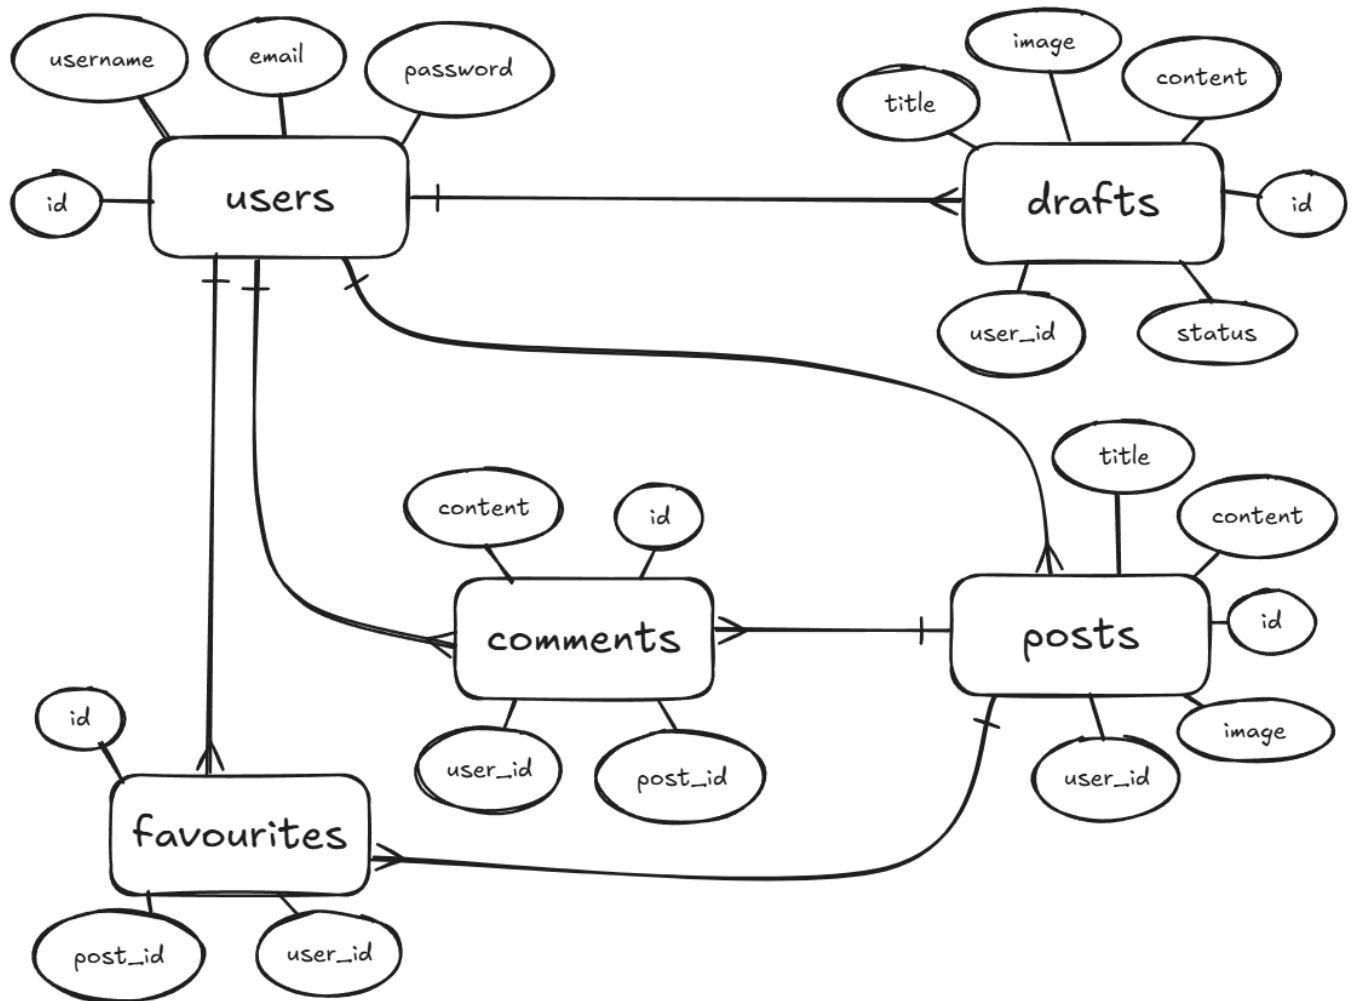 username
email
password
id
users
image
title
content
drafts
id
user_id
status
title
content
id
posts
image
user_id
content
id
comments
user_id
post_id
id
favourites
post_id
user_id